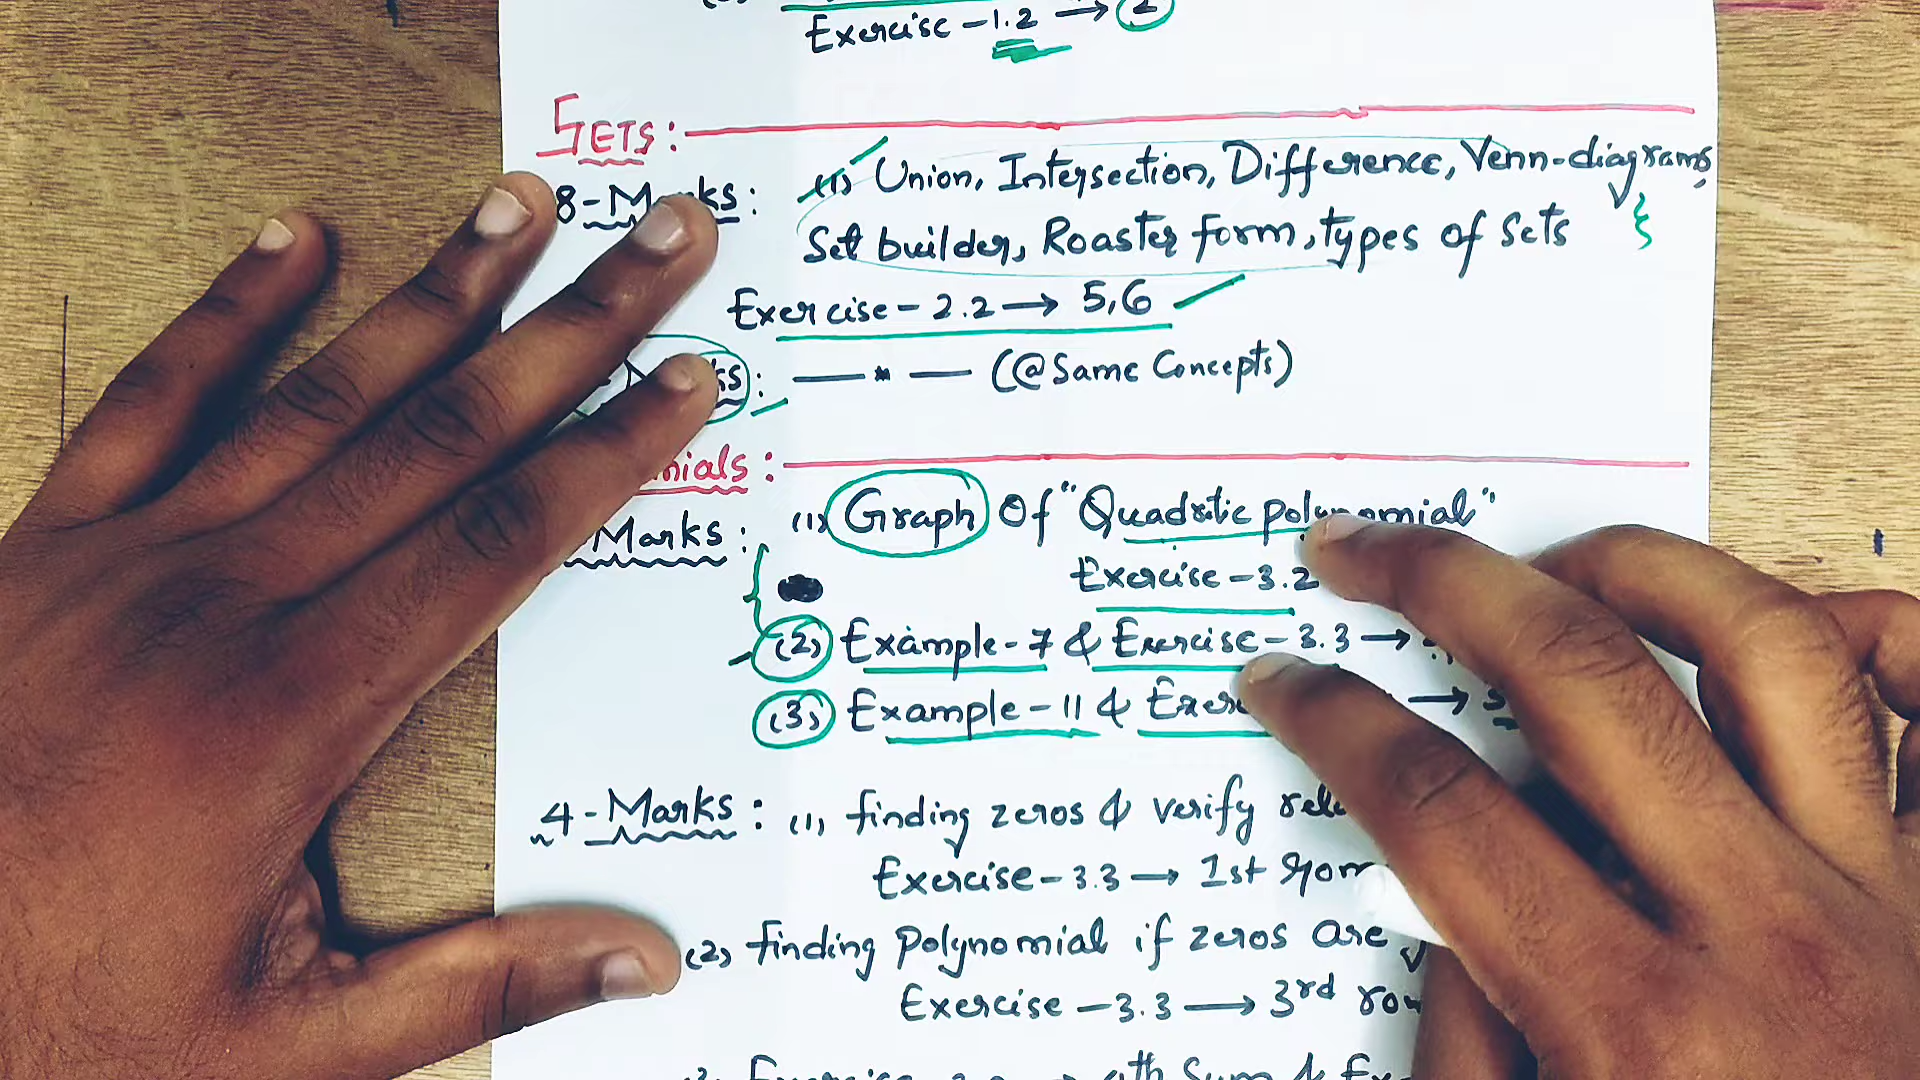 Exercise - 1.2 → 2
SETS:
8-Marks: (1) Union, Intersection, Difference, Venn-diagrams,
Set builder, Roaster form, types of Sets
Exercise - 2.2 → 5,6
: — * — (@Same Concepts)
:
Marks: (1) Graph Of "Quadratic polynomial"
Exercise - 3.2
(2) Example - 7 & Exercise - 3.3 →
(3) Example - 11 & →
4-Marks: (1) finding zeros & verify
Exercise - 3.3 → 1st
(2) finding polynomial if zeros are
Exercise - 3.3 → 3rd